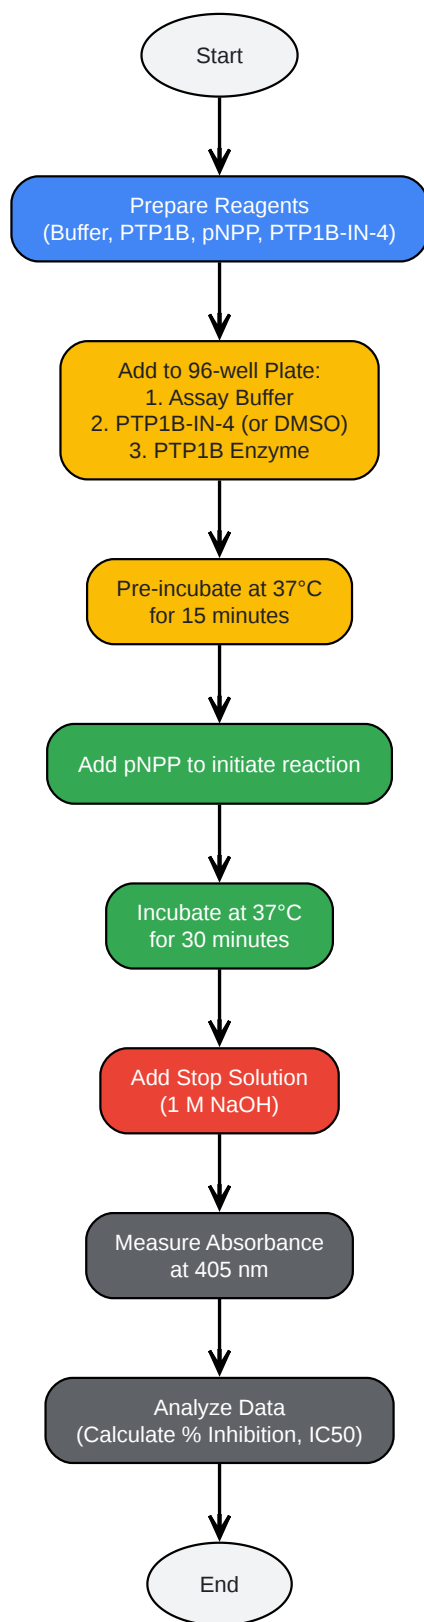 Start
Prepare Reagents
(Buffer, PTP1B, pNPP, PTP1B-IN-4)
Add to 96-well Plate:
1. Assay Buffer
2. PTP1B-IN-4 (or DMSO)
3. PTP1B Enzyme
Pre-incubate at 37°C
for 15 minutes
Add pNPP to initiate reaction
Incubate at 37°C
for 30 minutes
Add Stop Solution
(1 M NaOH)
Measure Absorbance
at 405 nm
Analyze Data
(Calculate % Inhibition, IC50)
End